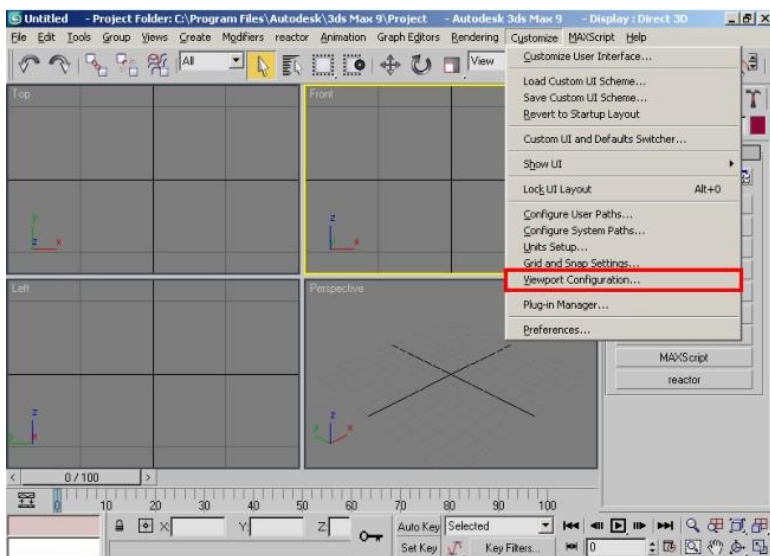 Untitled - Project Folder: C:\Program Files\Autodesk\3ds Max 9\Project - Autodesk 3ds Max 9 - Display : Direct 3D
File Edit Tools Group Views Create Modifiers reactor Animation Graph Editors Rendering Customize MAXScript Help
All
View
Customize User Interface...
Load Custom UI Scheme...
Save Custom UI Scheme...
Revert to Startup Layout
Custom UI and Defaults Switcher...
Show UI
Lock UI Layout Alt+0
Configure User Paths...
Configure System Paths...
Units Setup...
Grid and Snap Settings...
Viewport Configuration...
Plug-in Manager...
Preferences...
Top
Front
y
z x
z
x
Left
Perspective
z
x
z
y x
MAXScript
reactor
0 / 100
0 10 20 30 40 50 60 70 80 90 100
X: Y: Z:
Auto Key Selected
Set Key Key Filters... 0